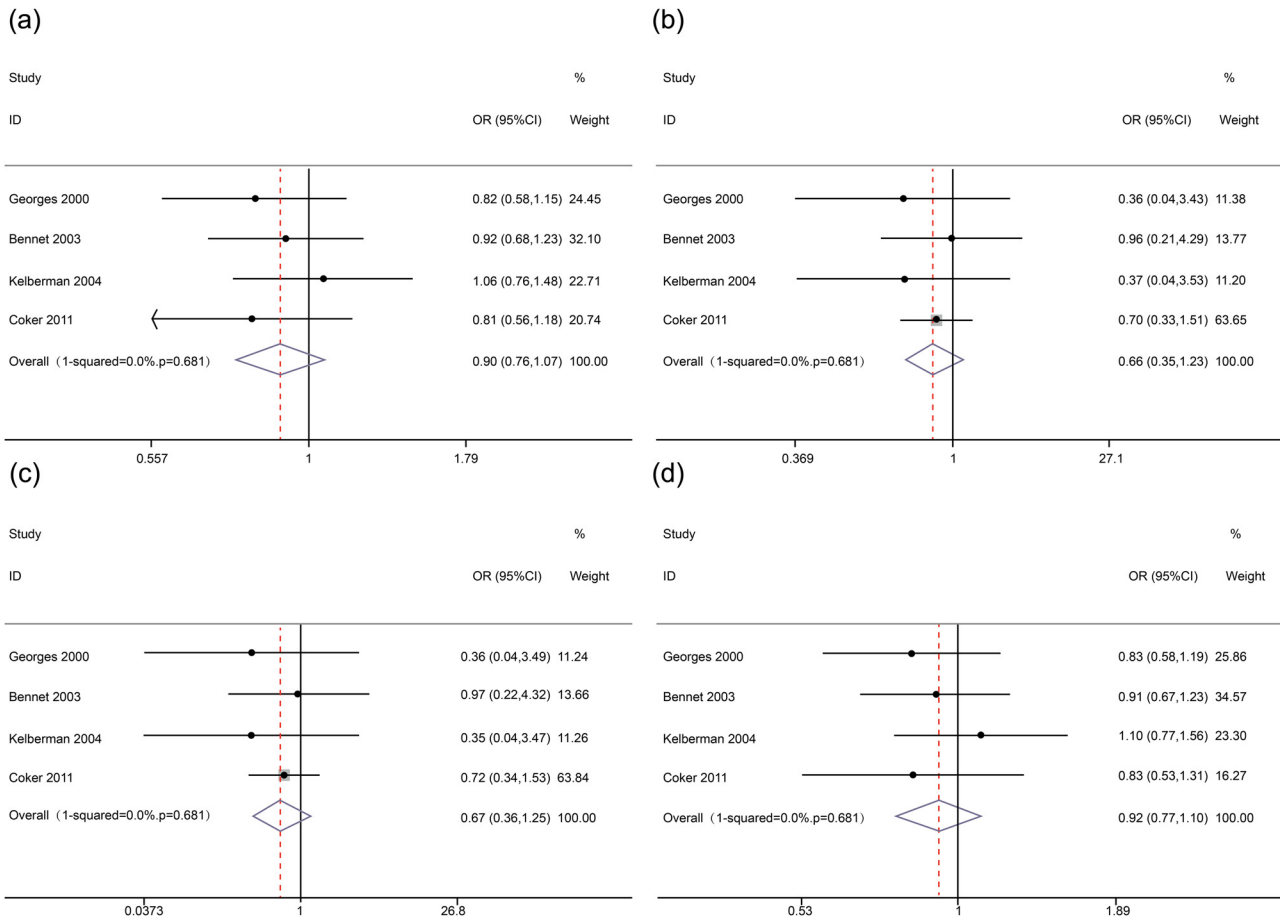 (a)
Study %
ID OR (95%CI) Weight
Georges 2000 0.82 (0.58,1.15) 24.45
Bennet 2003 0.92 (0.68,1.23) 32.10
Kelberman 2004 1.06 (0.76,1.48) 22.71
Coker 2011 0.81 (0.56,1.18) 20.74
Overall（1-squared=0.0%.p=0.681) 0.90 (0.76,1.07) 100.00
0.557 1 1.79
(b)
Study %
ID OR (95%CI) Weight
Georges 2000 0.36 (0.04,3.43) 11.38
Bennet 2003 0.96 (0.21,4.29) 13.77
Kelberman 2004 0.37 (0.04,3.53) 11.20
Coker 2011 0.70 (0.33,1.51) 63.65
Overall（1-squared=0.0%.p=0.681） 0.66 (0.35,1.23) 100.00
0.369 1 27.1
(c)
Study %
ID OR (95%CI) Weight
Georges 2000 0.36 (0.04,3.49) 11.24
Bennet 2003 0.97 (0.22,4.32) 13.66
Kelberman 2004 0.35 (0.04,3.47) 11.26
Coker 2011 0.72 (0.34,1.53) 63.84
Overall（1-squared=0.0%.p=0.681) 0.67 (0.36,1.25) 100.00
0.0373 1 26.8
(d)
Study %
ID OR (95%CI) Weight
Georges 2000 0.83 (0.58,1.19) 25.86
Bennet 2003 0.91 (0.67,1.23) 34.57
Kelberman 2004 1.10 (0.77,1.56) 23.30
Coker 2011 0.83 (0.53,1.31) 16.27
Overall（1-squared=0.0%.p=0.681） 0.92 (0.77,1.10) 100.00
0.53 1 1.89